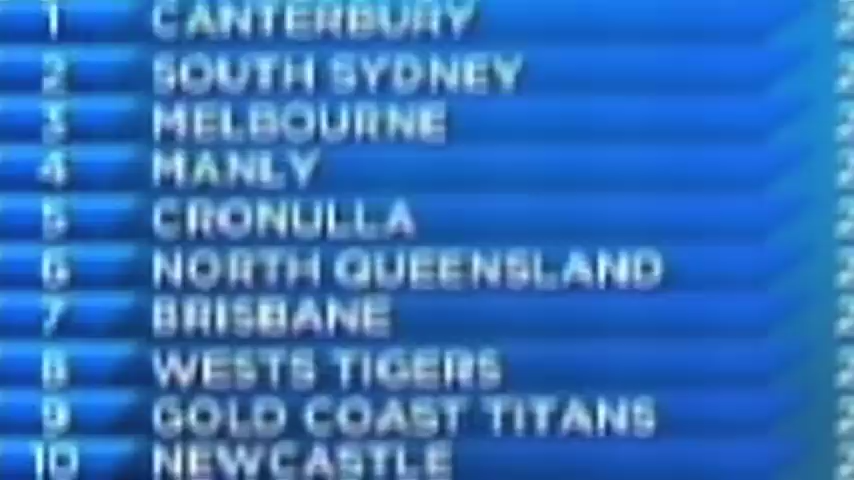 1 CANTERBURY
2 SOUTH SYDNEY
3 MELBOURNE
4 MANLY
5 CRONULLA
6 NORTH QUEENSLAND
7 BRISBANE
8 WESTS TIGERS
9 GOLD COAST TITANS
10 NEWCASTLE